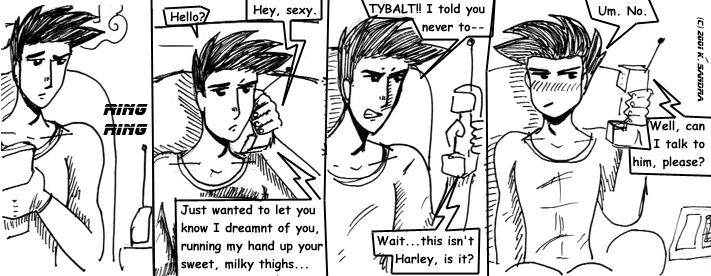 RING
RING
Hello?
Hey, sexy.
Just wanted to let you
know I dreamnt of you,
running my hand up your
sweet, milky thighs...
TYBALT!! I told you
never to--
Wait...this isn't
Harley, is it?
Um. No.
Well, can
I talk to
him, please?
(C) 2001 K. SANDRA